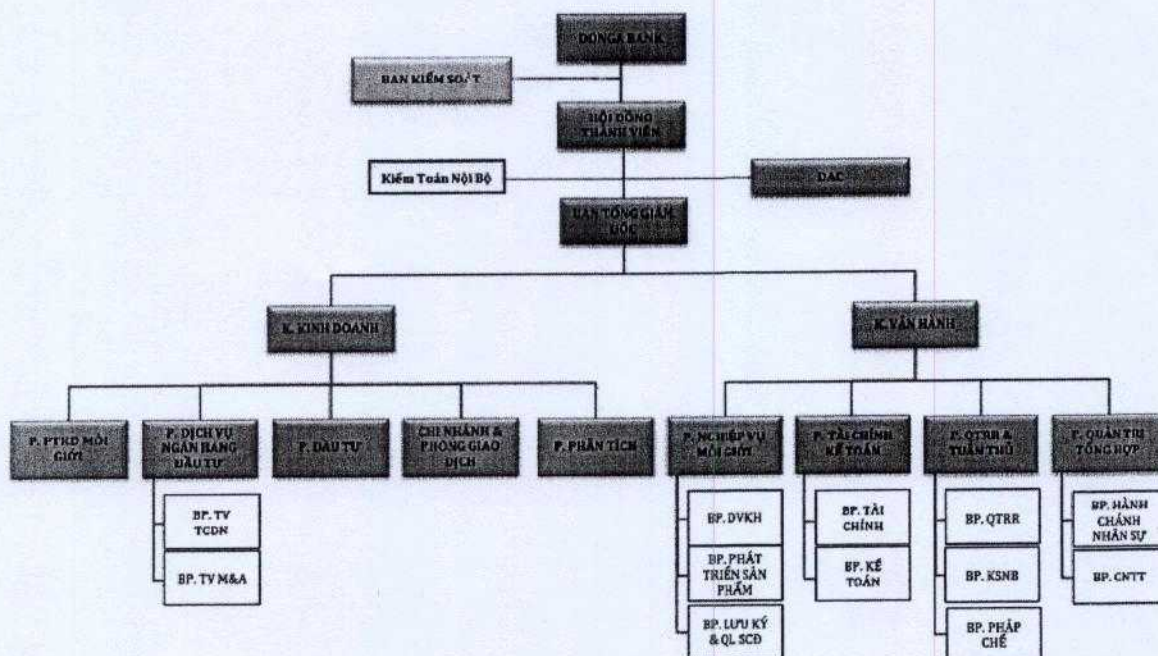 DONGA BANK
BAN KIỂM SOÁT
HỘI ĐỒNG
THÀNH VIÊN
Kiểm Toán Nội Bộ
DAC
BAN TỔNG GIÁM
ĐỐC
K. KINH DOANH
K. VẬN HÀNH
P. PTKD MÔI
GIỚI
P. DỊCH VỤ
NGÂN HÀNG
ĐẦU TƯ
P. ĐẦU TƯ
CHI NHÁNH &
PHÒNG GIAO
DỊCH
P. PHÂN TÍCH
P. NGHIỆP VỤ
MÔI GIỚI
P. TÀI CHÍNH
KẾ TOÁN
P. QTRR &
TUÂN THỦ
P. QUẢN TRỊ
TỔNG HỢP
BP. TV
TCDN
BP. TV M&A
BP. DVKH
BP. PHÁT
TRIỂN SẢN
PHẨM
BP. LƯU KÝ
& QL SCĐ
BP. TÀI
CHÍNH
BP. KẾ
TOÁN
BP. QTRR
BP. KSNB
BP. PHÁP
CHẾ
BP. HÀNH
CHÁNH
NHÂN SỰ
BP. CNTT